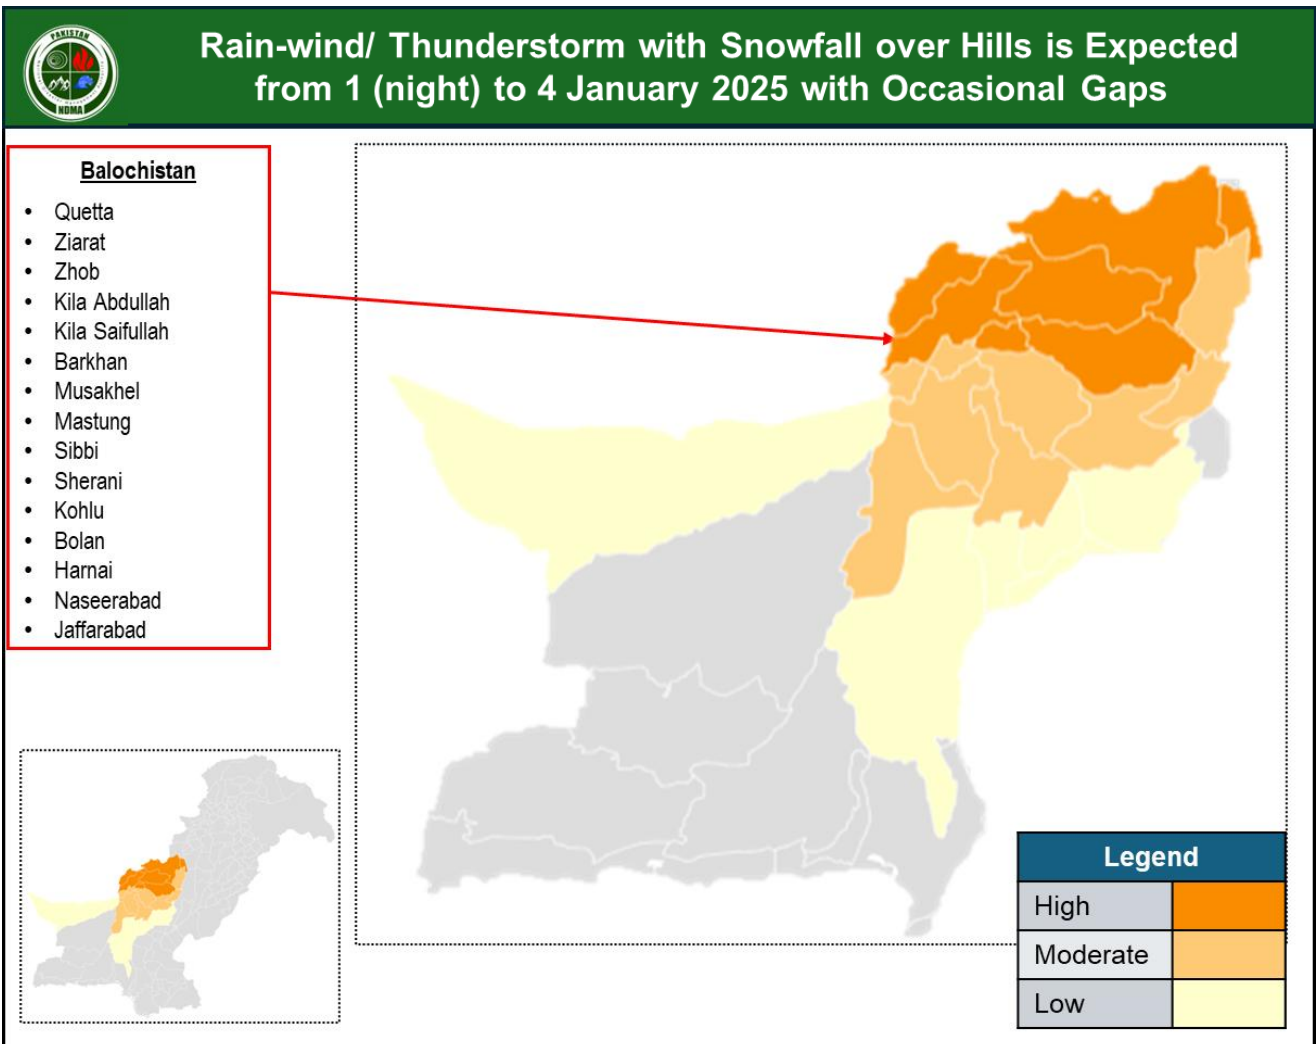 PAKISTAN
NDMA
Rain-wind/ Thunderstorm with Snowfall over Hills is Expected
from 1 (night) to 4 January 2025 with Occasional Gaps
Balochistan
• Quetta
• Ziarat
• Zhob
• Kila Abdullah
• Kila Saifullah
• Barkhan
• Musakhel
• Mastung
• Sibbi
• Sherani
• Kohlu
• Bolan
• Harnai
• Naseerabad
• Jaffarabad
Legend
High
Moderate
Low